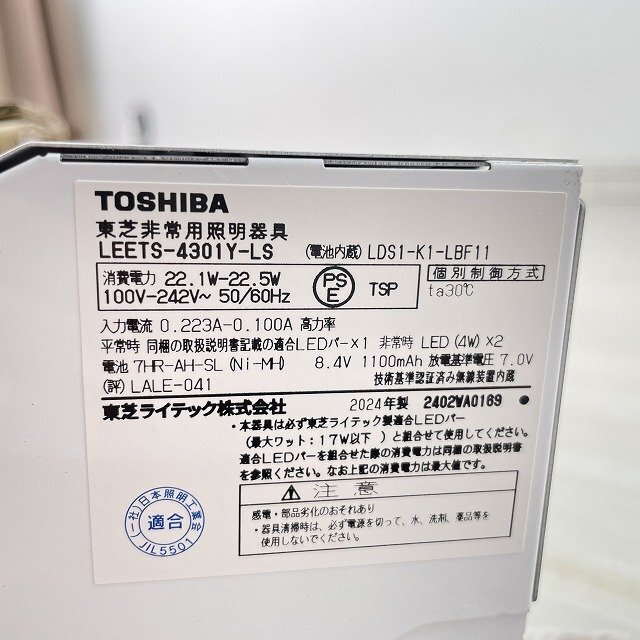 TOSHIBA
東芝非常用照明器具
LEETS-4301Y-LS (電池内蔵) LDS1-K1-LBF11
消費電力 22.1W-22.5W
100V-242V~ 50/60Hz
PS
E
TSP
個別制御方式
ta30℃
入力電流 0.223A-0.100A 高力率
平常時 同梱の取扱説明書記載の適合LEDバー×1 非常時 LED (4W) ×2
電池 7HR-AH-SL (Ni-MH) 8.4V 1100mAh 放電基準電圧 7.0V
(評) LALE-041 技術基準認証済み無線装置内蔵
東芝ライテック株式会社 2024年製 2402WA0169 ●
・本器具は必ず東芝ライテック製適合LEDバー
(最大ワット:17W以下 ) と組合せて使用してください。
適合LEDバーを組合せた際の消費電力は同梱の取扱説明書
を参照ください。なお上記の消費電力は最大値です。
⚠ 注 意
感電・部品劣化のおそれあり
・器具清掃時は、必ず電源を切って、水、洗剤、薬品等を
使用しないでください。
(一社)日本照明工業会
適合
JIL5501